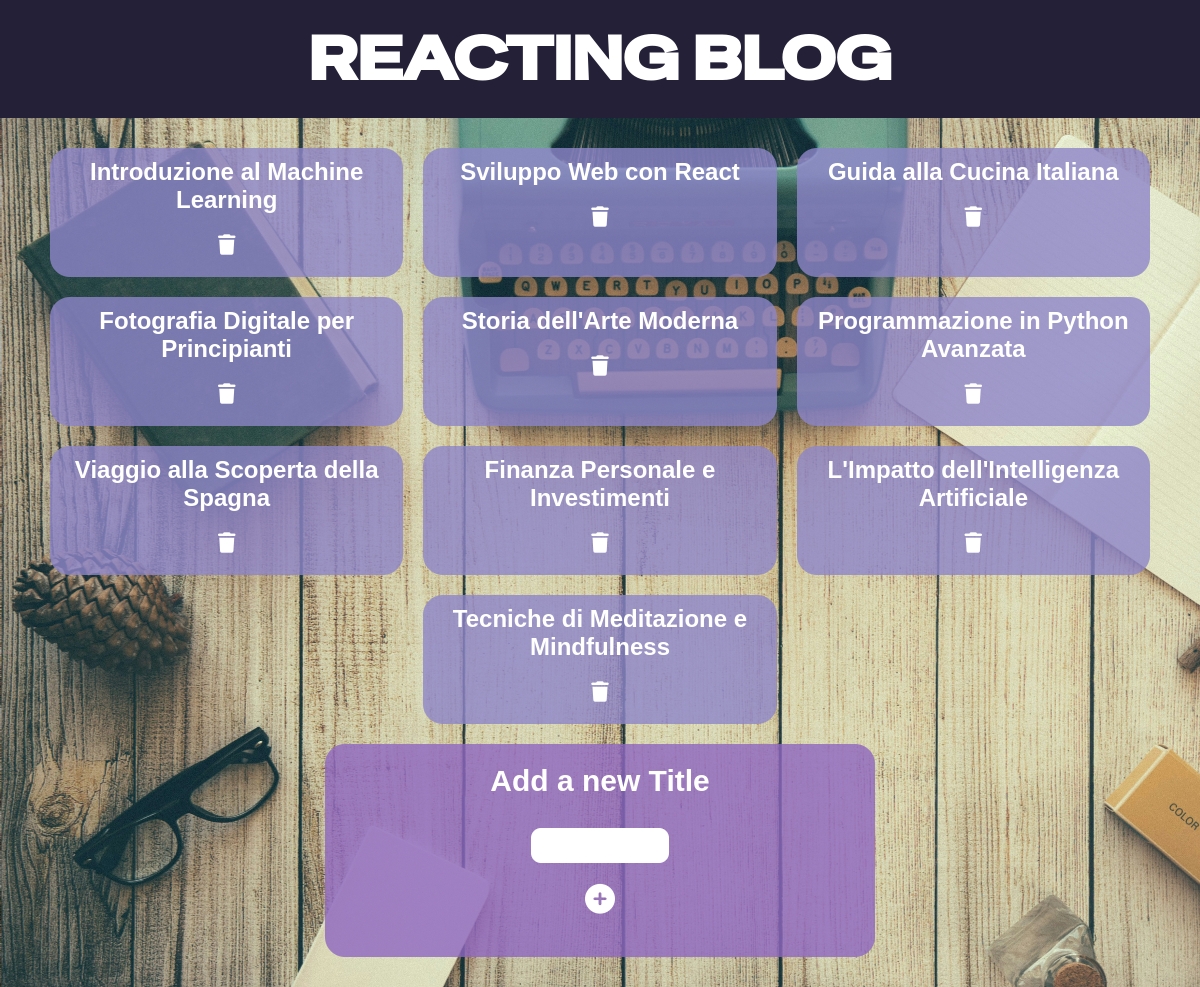 REACTING BLOG
Introduzione al Machine
Learning
Sviluppo Web con React
Guida alla Cucina Italiana
Fotografia Digitale per
Principianti
Storia dell'Arte Moderna
Programmazione in Python
Avanzata
Viaggio alla Scoperta della
Spagna
Finanza Personale e
Investimenti
L'Impatto dell'Intelligenza
Artificiale
Tecniche di Meditazione e
Mindfulness
Add a new Title
Q W E R T Y U I O P
Z X C V B N M
COLOR